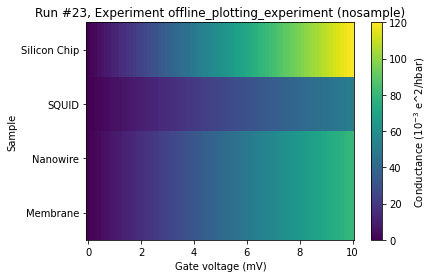 Run #23, Experiment offline_plotting_experiment (nosample)
Sample
Silicon Chip
SQUID
Nanowire
Membrane
0 2 4 6 8 10
Gate voltage (mV)
120
100
80
60
40
20
0
Conductance (10⁻³ e^2/hbar)